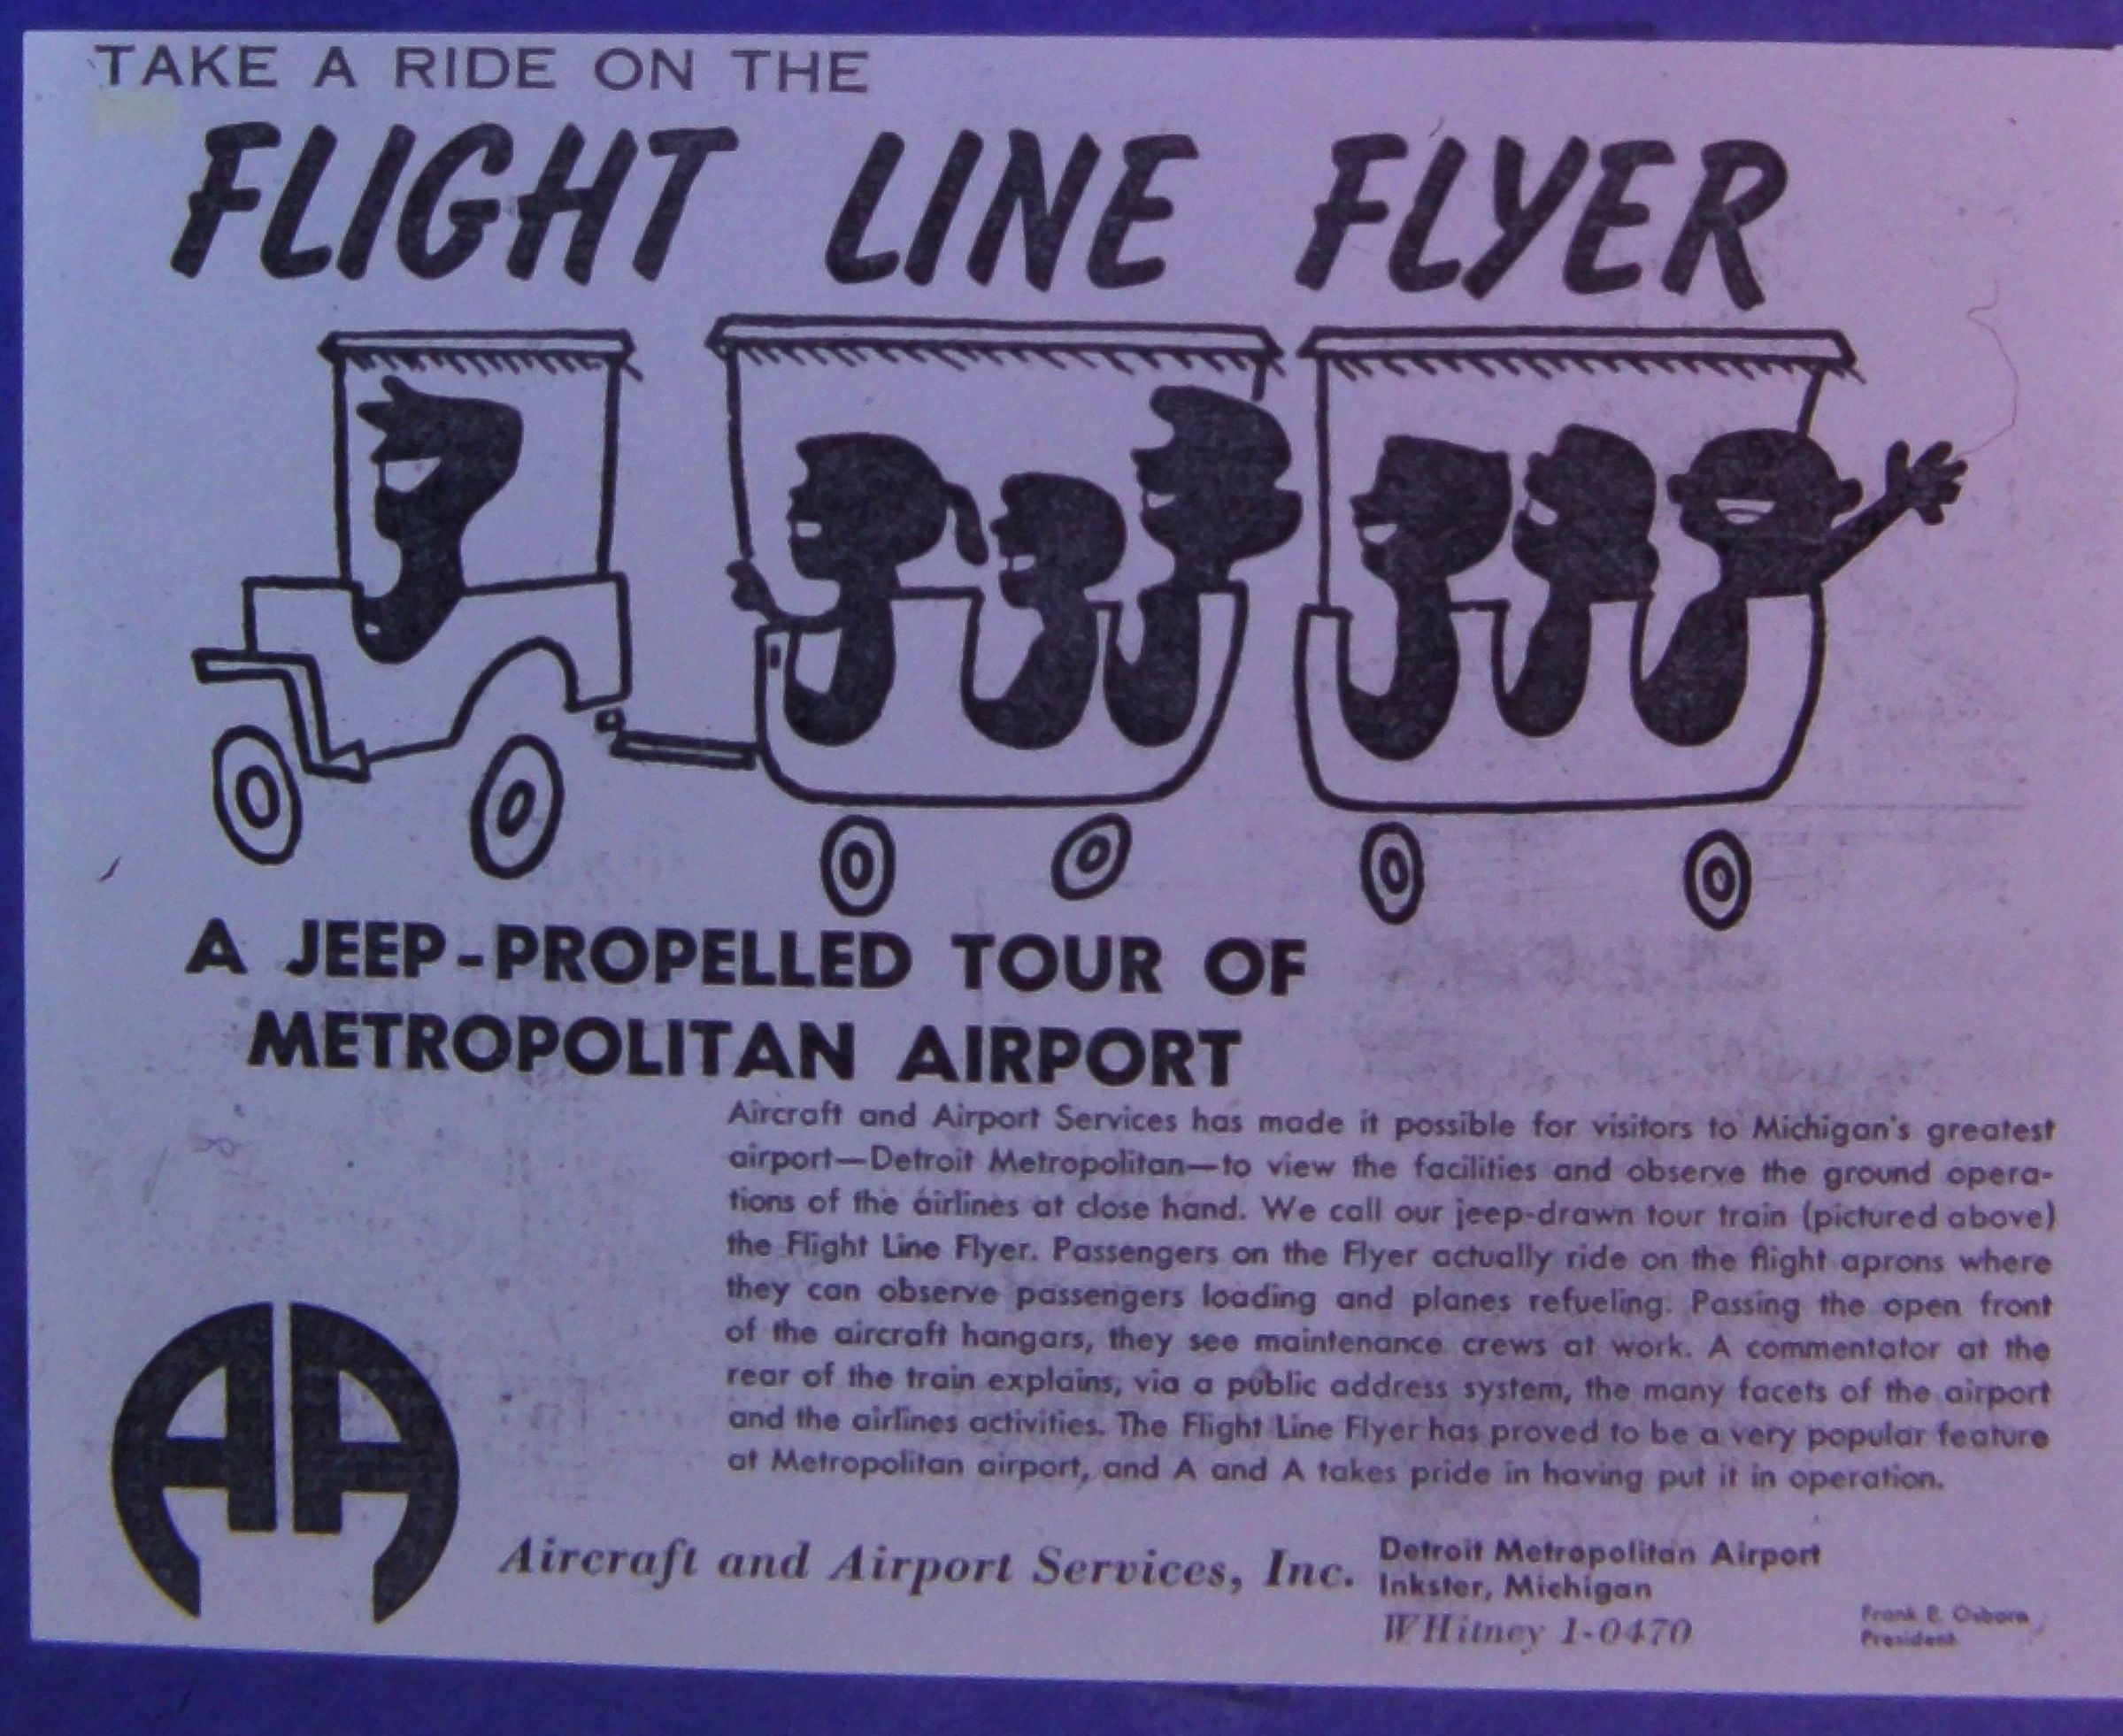 TAKE A RIDE ON THE
FLIGHT LINE FLYER
A JEEP-PROPELLED TOUR OF
METROPOLITAN AIRPORT
Aircraft and Airport Services has made it possible for visitors to Michigan's greatest
airport—Detroit Metropolitan—to view the facilities and observe the ground opera-
tions of the airlines at close hand. We call our jeep-drawn tour train (pictured above)
the Flight Line Flyer. Passengers on the Flyer actually ride on the flight aprons where
they can observe passengers loading and planes refueling. Passing the open front
of the aircraft hangars, they see maintenance crews at work. A commentator at the
rear of the train explains, via a public address system, the many facets of the airport
and the airlines activities. The Flight Line Flyer has proved to be a very popular feature
at Metropolitan airport, and A and A takes pride in having put it in operation.
AA
Aircraft and Airport Services, Inc.
Detroit Metropolitan Airport
Inkster, Michigan
WHitney 1-0470
Frank E. Osborn
President